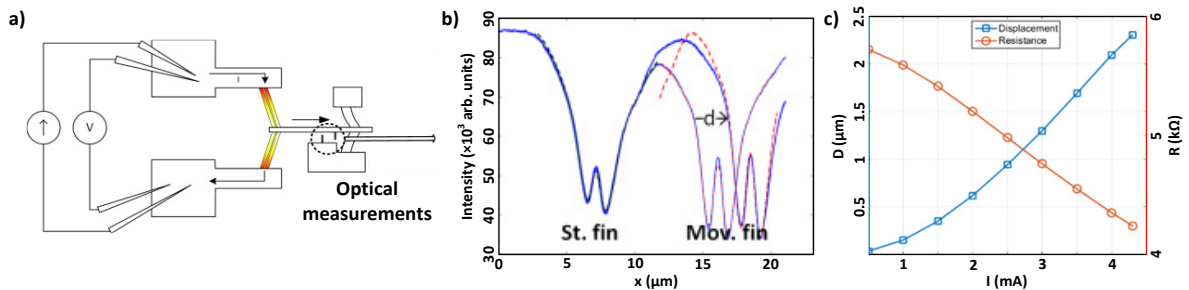 a)
I
V
Optical
measurements
b)
90
80
70
60
50
40
30
Intensity (×10³ arb. units)
d
St. fin
Mov. fin
0
5
10
15
20
x (μm)
c)
2.5
2
1.5
1
0.5
D (μm)
Displacement
Resistance
6
5
4
R (kΩ)
1
2
3
4
I (mA)